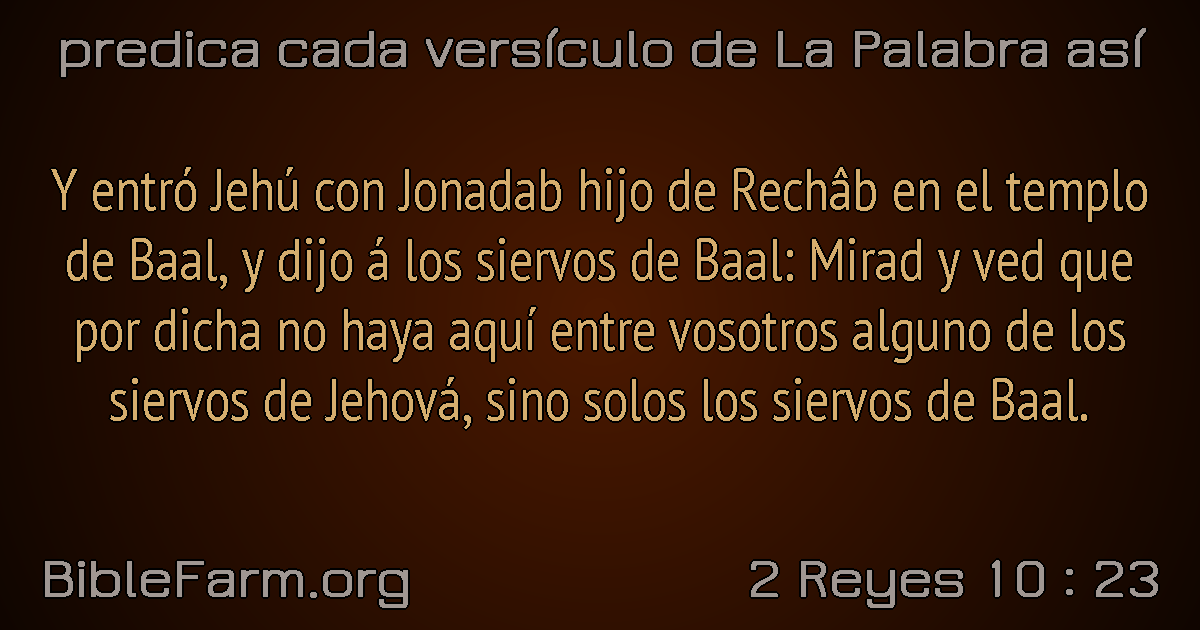 predica cada versículo de La Palabra así
Y entró Jehú con Jonadab hijo de Rechâb en el templo
de Baal, y dijo á los siervos de Baal: Mirad y ved que
por dicha no haya aquí entre vosotros alguno de los
siervos de Jehová, sino solos los siervos de Baal.
BibleFarm.org
2 Reyes 10 : 23